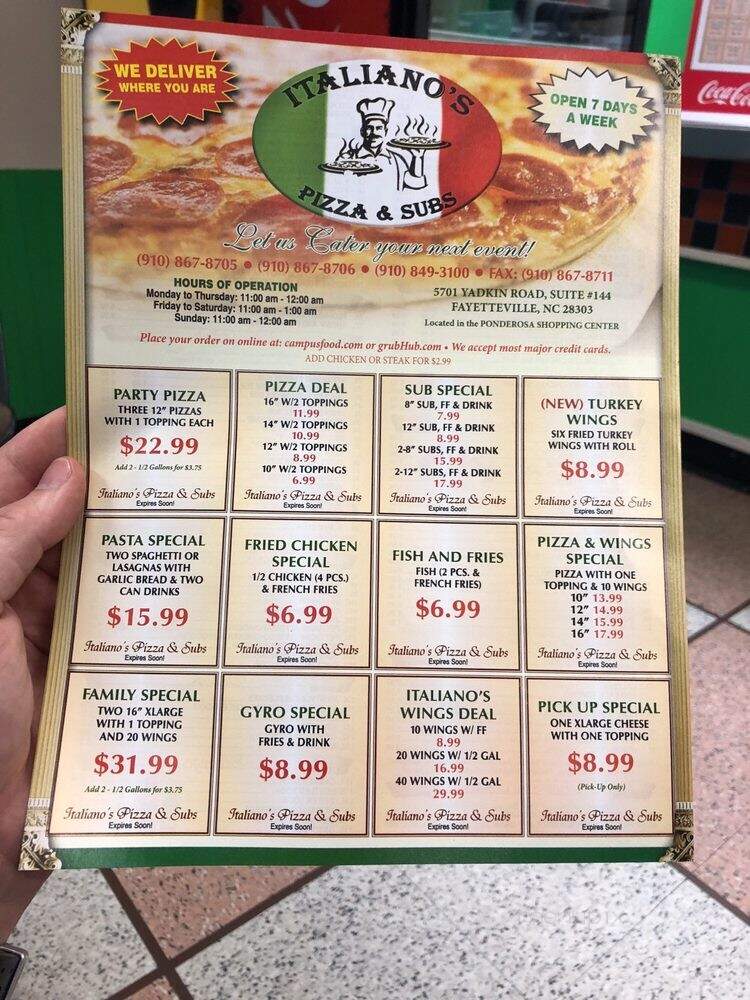 WE DELIVER
WHERE YOU ARE
ITALIANO'S
PIZZA & SUBS
OPEN 7 DAYS
A WEEK
Coca-Co
Let us Cater your next event!
(910) 867-8705 • (910) 867-8706 • (910) 849-3100 • FAX: (910) 867-8711
HOURS OF OPERATION
Monday to Thursday: 11:00 am - 12:00 am
Friday to Saturday: 11:00 am - 1:00 am
Sunday: 11:00 am - 12:00 am
5701 YADKIN ROAD, SUITE #144
FAYETTEVILLE, NC 28303
Located in the PONDEROSA SHOPPING CENTER
Place your order on online at: campusfood.com or grubHub.com • We accept most major credit cards.
ADD CHICKEN OR STEAK FOR $2.99
PARTY PIZZA
THREE 12" PIZZAS
WITH 1 TOPPING EACH
$22.99
Add 2 - 1/2 Gallons for $3.75
Italiano's Pizza & Subs
Expires Soon!
PIZZA DEAL
16" W/2 TOPPINGS
11.99
14" W/2 TOPPINGS
10.99
12" W/2 TOPPINGS
8.99
10" W/2 TOPPINGS
6.99
Italiano's Pizza & Subs
Expires Soon!
SUB SPECIAL
8" SUB, FF & DRINK
7.99
12" SUB, FF & DRINK
8.99
2-8" SUBS, FF & DRINK
15.99
2-12" SUBS, FF & DRINK
17.99
Italiano's Pizza & Subs
Expires Soon!
(NEW) TURKEY
WINGS
SIX FRIED TURKEY
WINGS WITH ROLL
$8.99
Italiano's Pizza & Subs
Expires Soon!
PASTA SPECIAL
TWO SPAGHETTI OR
LASAGNAS WITH
GARLIC BREAD & TWO
CAN DRINKS
$15.99
Italiano's Pizza & Subs
Expires Soon!
FRIED CHICKEN
SPECIAL
1/2 CHICKEN (4 PCS.)
& FRENCH FRIES
$6.99
Italiano's Pizza & Subs
Expires Soon!
FISH AND FRIES
FISH (2 PCS. &
FRENCH FRIES)
$6.99
Italiano's Pizza & Subs
Expires Soon!
PIZZA & WINGS
SPECIAL
PIZZA WITH ONE
TOPPING & 10 WINGS
10" 13.99
12" 14.99
14" 15.99
16" 17.99
Italiano's Pizza & Subs
Expires Soon!
FAMILY SPECIAL
TWO 16" XLARGE
WITH 1 TOPPING
AND 20 WINGS
$31.99
Add 2 - 1/2 Gallons for $3.75
Italiano's Pizza & Subs
Expires Soon!
GYRO SPECIAL
GYRO WITH
FRIES & DRINK
$8.99
Italiano's Pizza & Subs
Expires Soon!
ITALIANO'S
WINGS DEAL
10 WINGS W/ FF
8.99
20 WINGS W/ 1/2 GAL
16.99
40 WINGS W/ 1/2 GAL
29.99
Italiano's Pizza & Subs
Expires Soon!
PICK UP SPECIAL
ONE XLARGE CHEESE
WITH ONE TOPPING
$8.99
(Pick-Up Only)
Italiano's Pizza & Subs
Expires Soon!